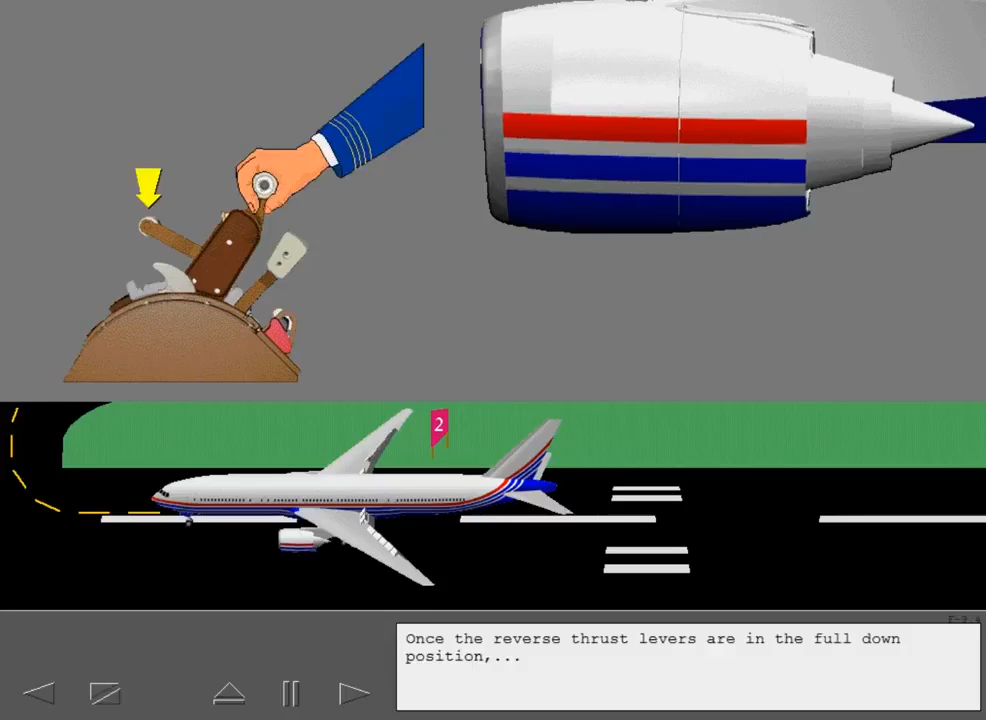 2
Once the reverse thrust levers are in the full down
position,...